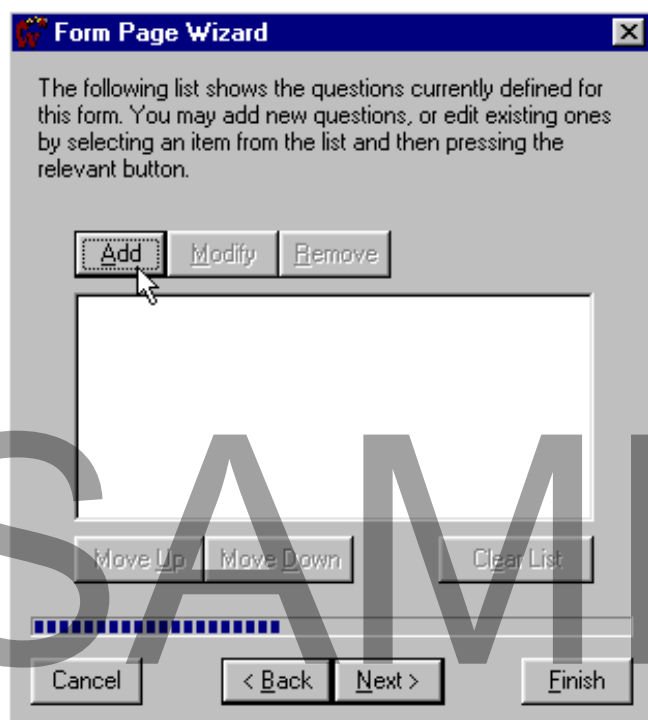 Form Page Wizard
The following list shows the questions currently defined for
this form. You may add new questions, or edit existing ones
by selecting an item from the list and then pressing the
relevant button.
Add Modify Remove
Move Up Move Down Clear List
Cancel < Back Next > Finish
SAM